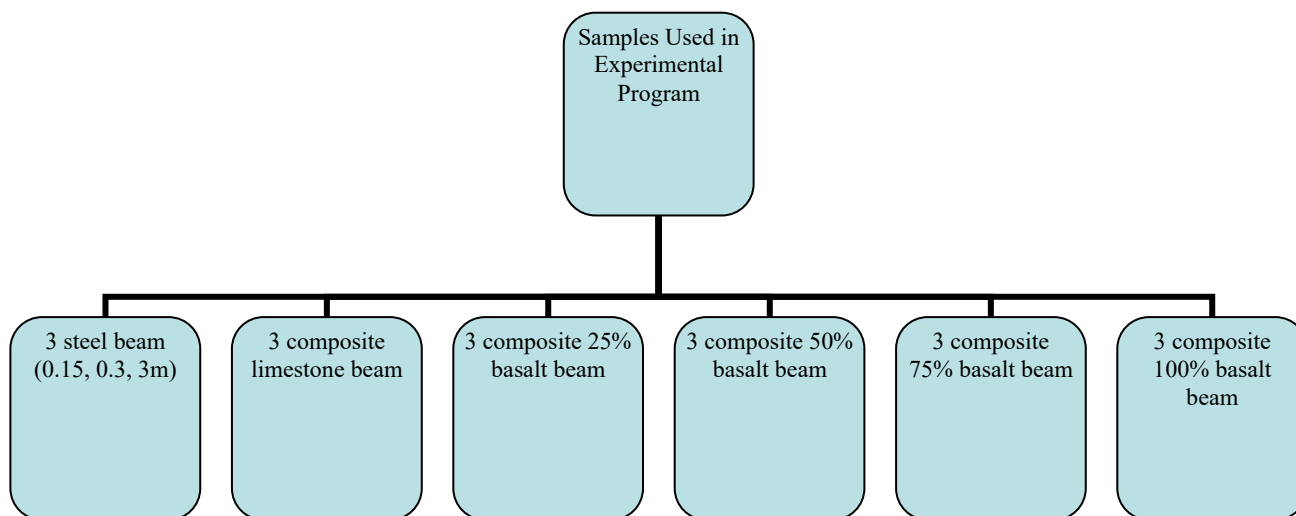 Samples Used in
Experimental
Program
3 steel beam
(0.15, 0.3, 3m)
3 composite
limestone beam
3 composite 25%
basalt beam
3 composite 50%
basalt beam
3 composite
75% basalt beam
3 composite
100% basalt
beam